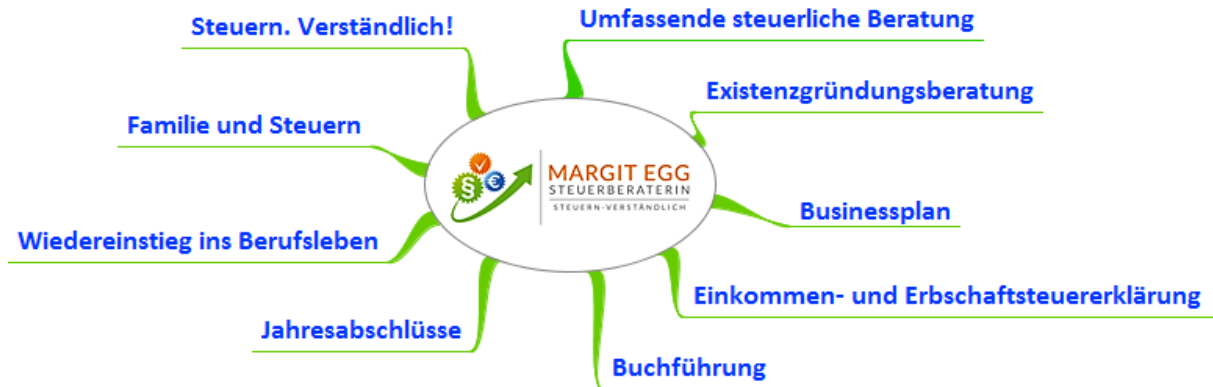 Steuern. Verständlich!
Umfassende steuerliche Beratung
Existenzgründungsberatung
Familie und Steuern
§
€
MARGIT EGG
STEUERBERATERIN
STEUERN-VERSTÄNDLICH
Businessplan
Wiedereinstieg ins Berufsleben
Einkommen- und Erbschaftsteuererklärung
Jahresabschlüsse
Buchführung